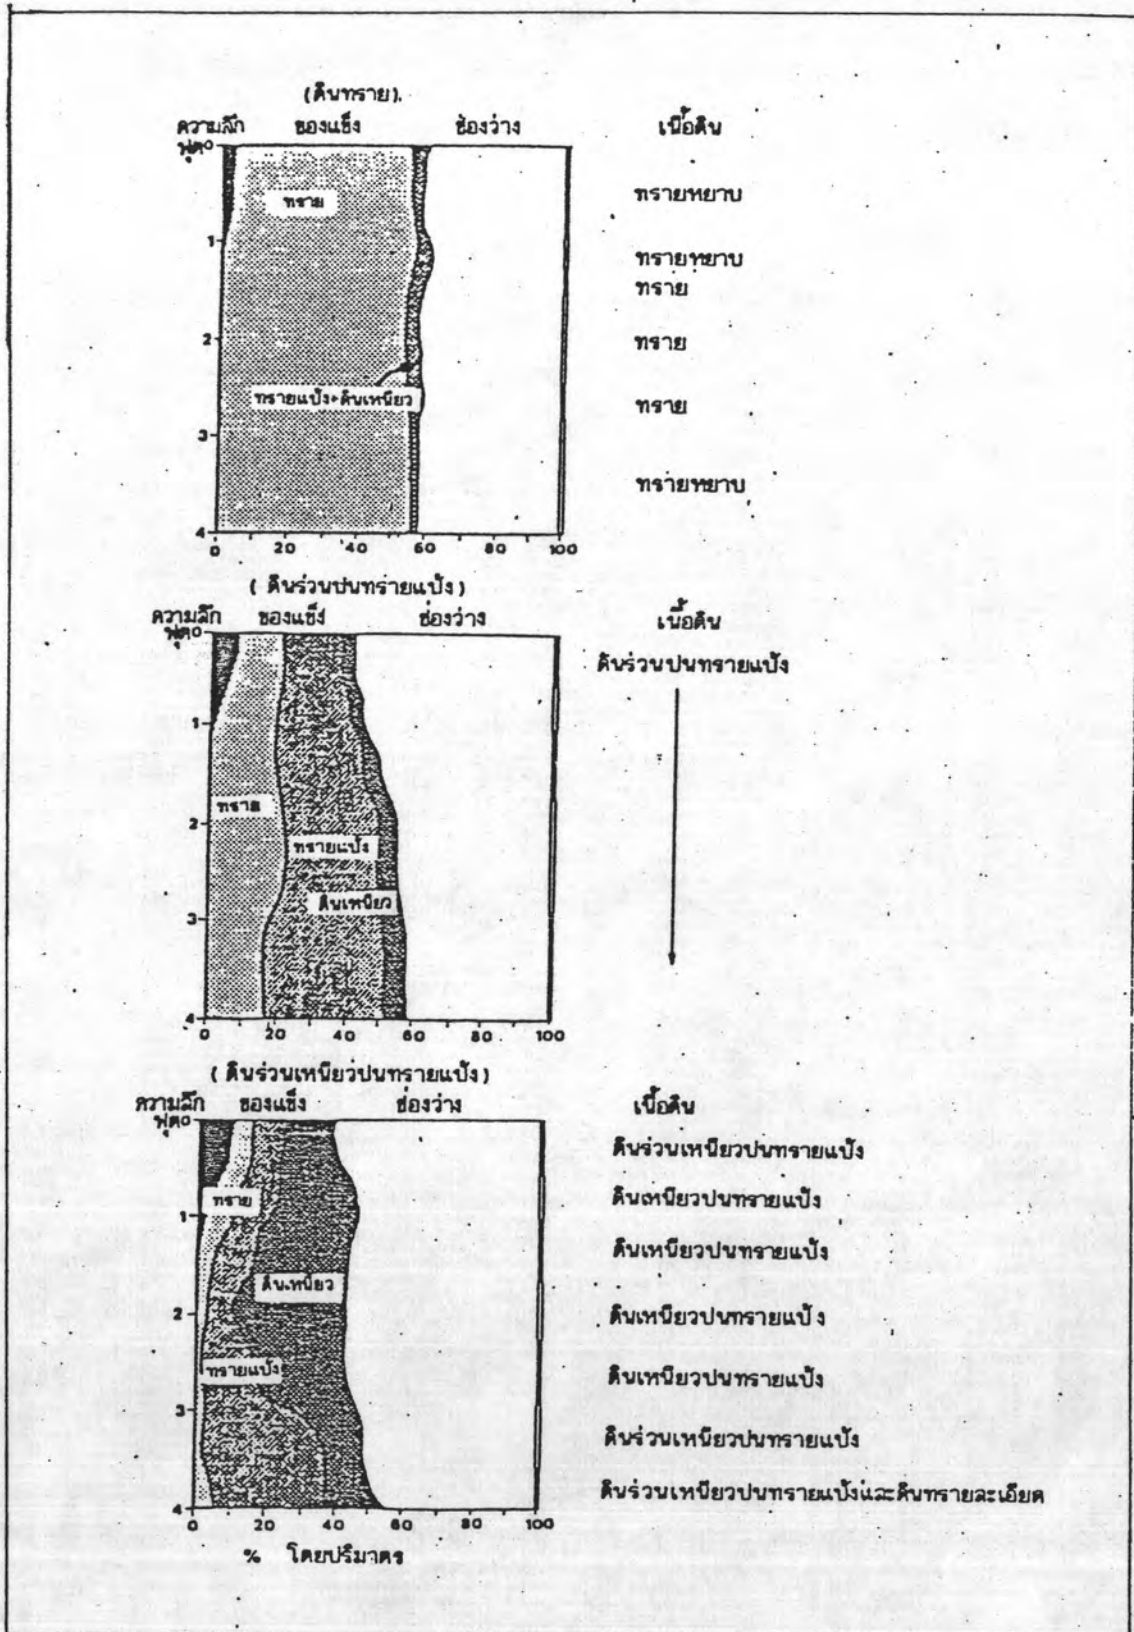 (ดินทราย).
ความลึก ของแข็ง ช่องว่าง เนื้อดิน
ฟุต0
ทราย ทรายหยาบ
1
ทรายหยาบ
ทราย
2 ทราย
ทรายแป้ง+ดินเหนียว ทราย
3
ทรายหยาบ
4
0 20 40 60 80 100
( ดินร่วนปนทรายแป้ง )
ความลึก ของแข็ง ช่องว่าง เนื้อดิน
ฟุต0
ดินร่วนปนทรายแป้ง
1
ทราย
2
ทรายแป้ง
ดินเหนียว
3
4
0 20 40 60 80 100
( ดินร่วนเหนียวปนทรายแป้ง )
ความลึก ของแข็ง ช่องว่าง เนื้อดิน
ฟุต0
ดินร่วนเหนียวปนทรายแป้ง
ทราย ดินเหนียวปนทรายแป้ง
1
ดินเหนียวปนทรายแป้ง
ดินเหนียว
2 ดินเหนียวปนทรายแป้ง
ทรายแป้ง ดินเหนียวปนทรายแป้ง
3
ดินร่วนเหนียวปนทรายแป้ง
4 ดินร่วนเหนียวปนทรายแป้งและดินทรายละเอียด
0 20 40 60 80 100
% โดยปริมาตร